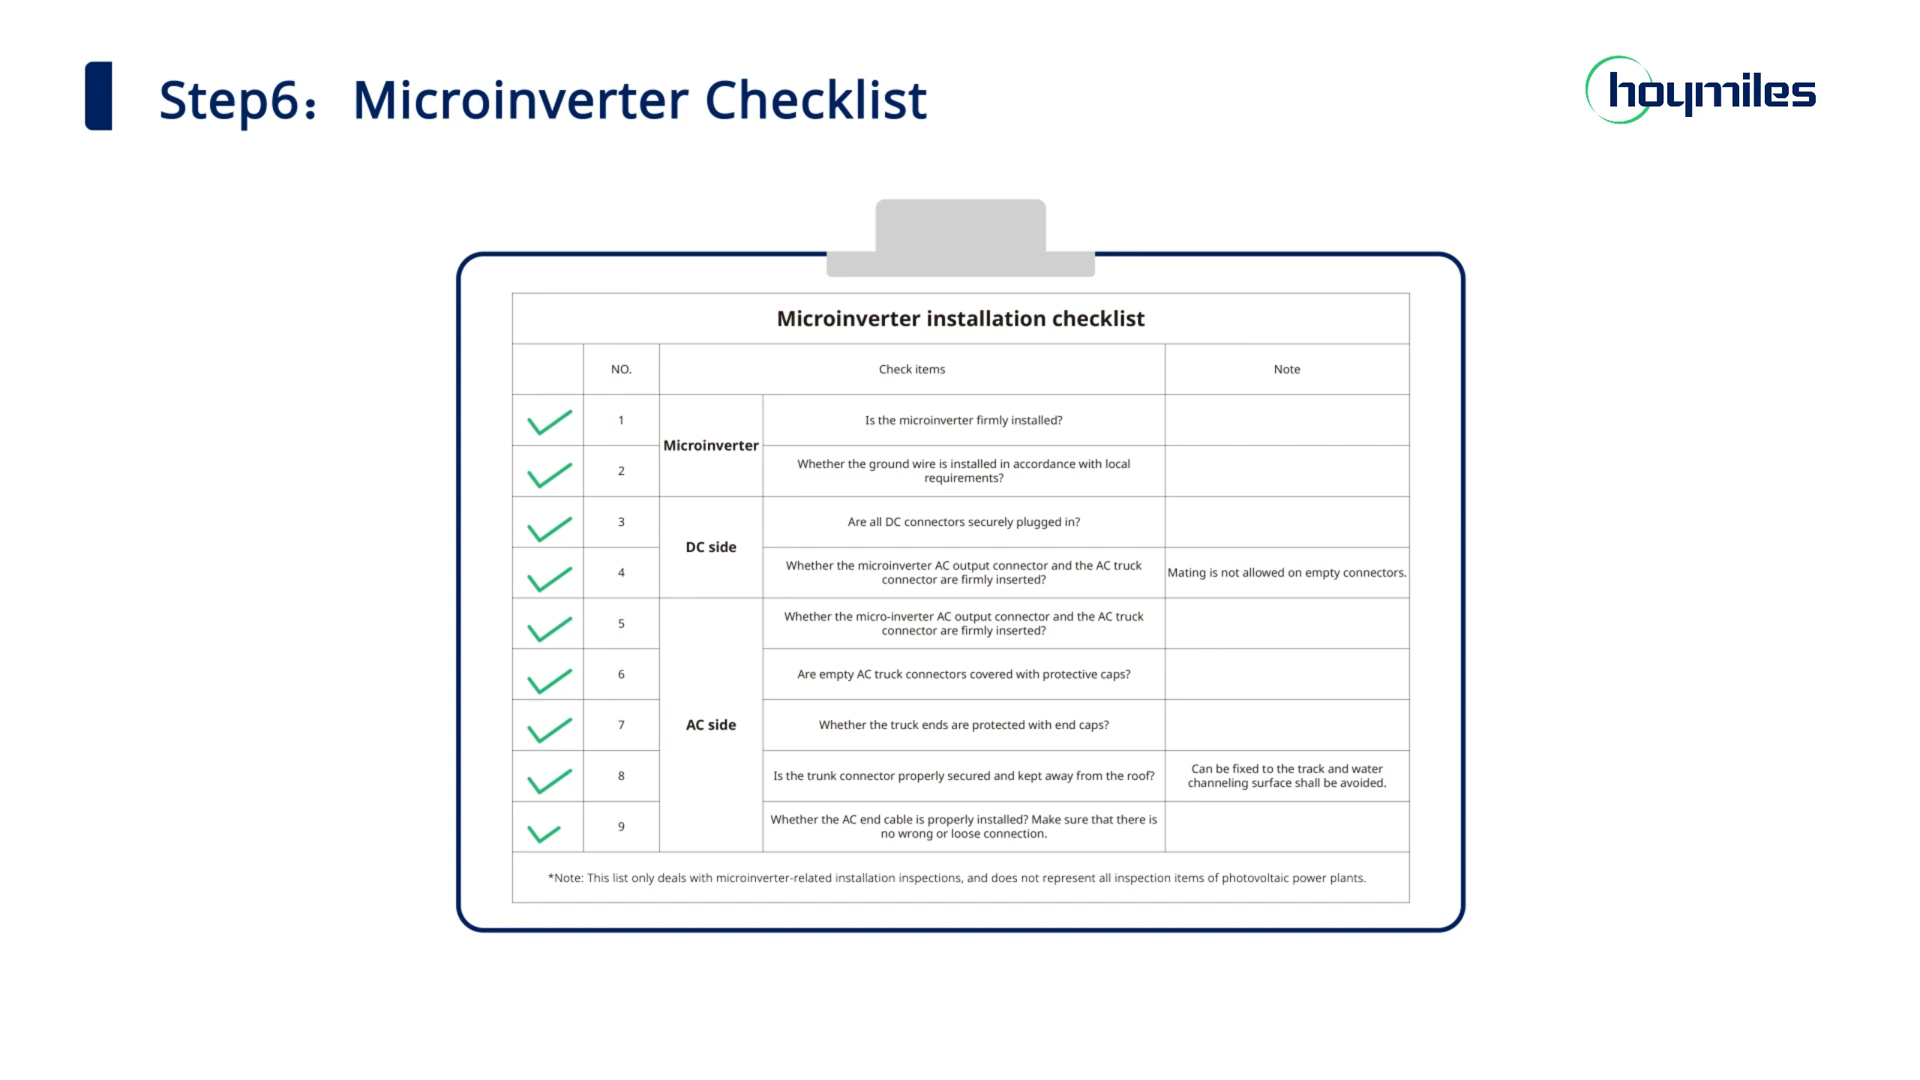 Step6：Microinverter Checklist
hoymiles
Microinverter installation checklist
NO.
Check items
Note
1
Microinverter
Is the microinverter firmly installed?
2
Whether the ground wire is installed in accordance with local
requirements?
3
DC side
Are all DC connectors securely plugged in?
4
Whether the microinverter AC output connector and the AC truck
connector are firmly inserted?
Mating is not allowed on empty connectors.
5
AC side
Whether the micro-inverter AC output connector and the AC truck
connector are firmly inserted?
6
Are empty AC truck connectors covered with protective caps?
7
Whether the truck ends are protected with end caps?
8
Is the trunk connector properly secured and kept away from the roof?
Can be fixed to the track and water
channeling surface shall be avoided.
9
Whether the AC end cable is properly installed? Make sure that there is
no wrong or loose connection.
*Note: This list only deals with microinverter-related installation inspections, and does not represent all inspection items of photovoltaic power plants.